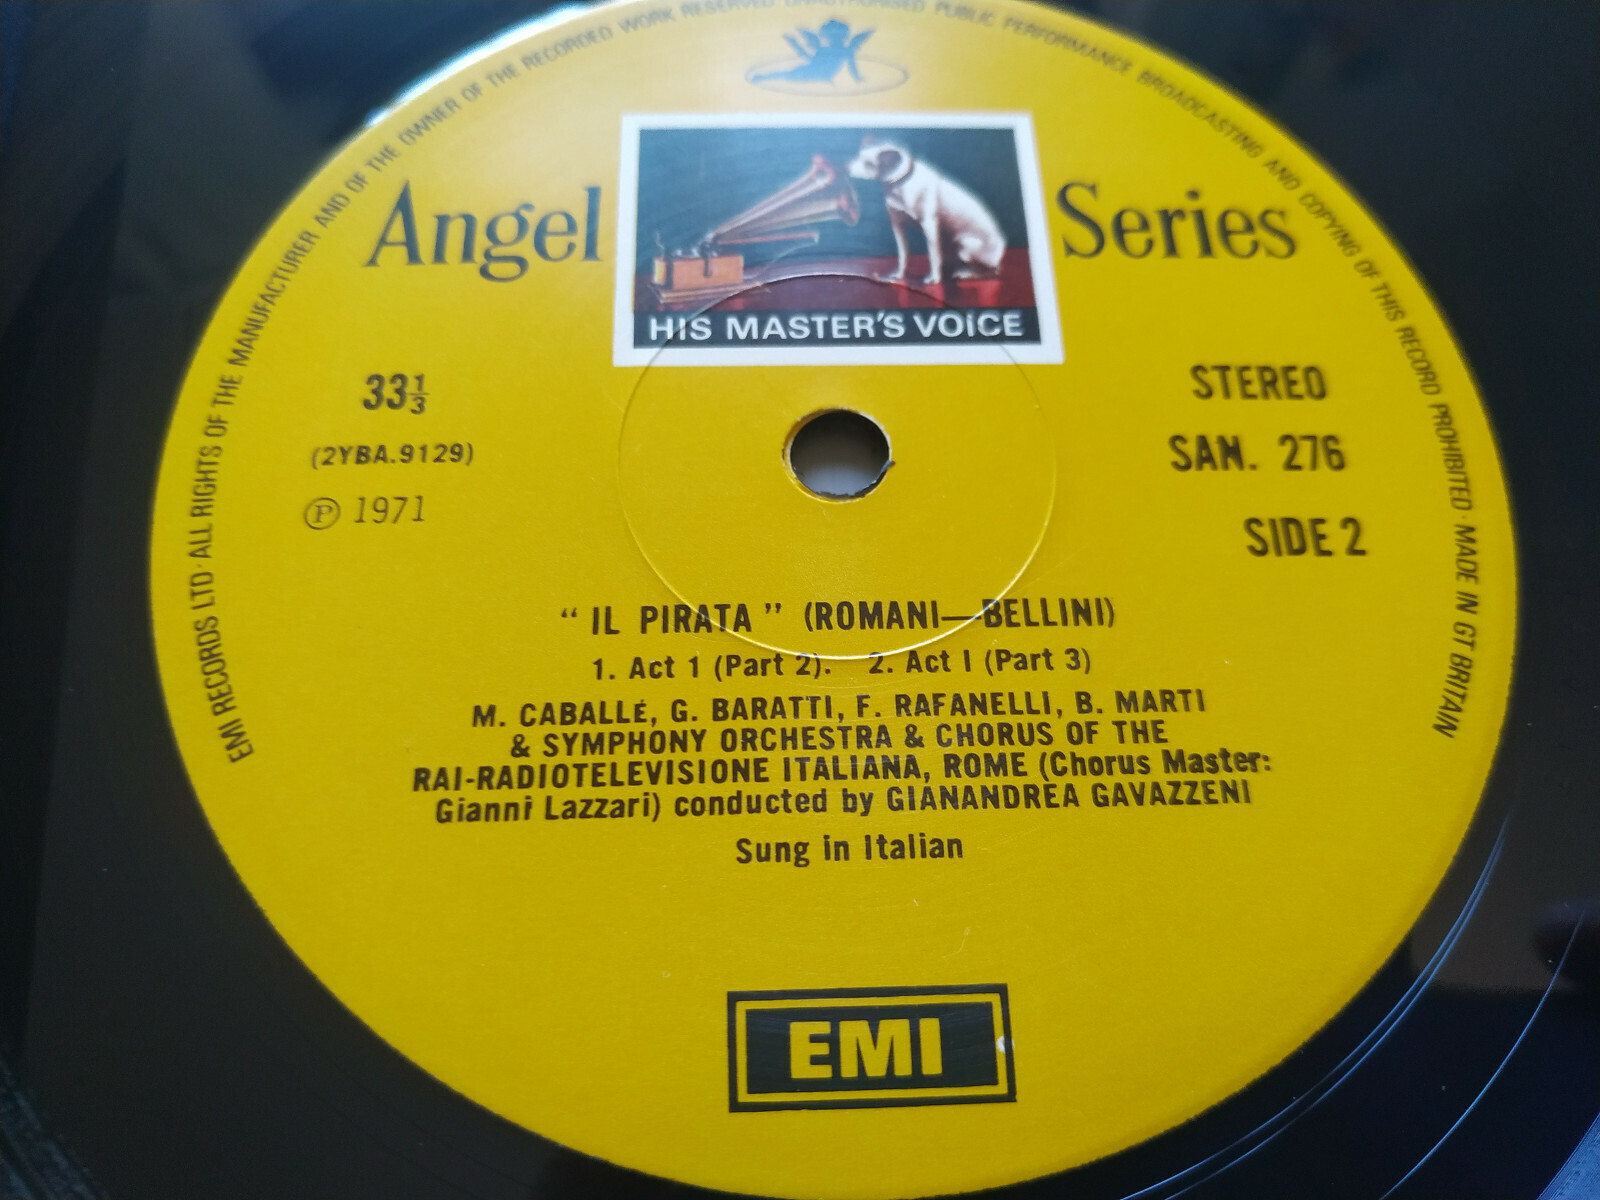 EMI RECORDS LTD · ALL RIGHTS OF THE MANUFACTURER AND OF THE OWNER OF THE RECORDED WORK RESERVED UNAUTHORISED PUBLIC PERFORMANCE BROADCASTING AND COPYING OF THIS RECORD PROHIBITED · MADE IN GT BRITAIN
Angel Series
HIS MASTER'S VOICE
33⅓
STEREO
(2YBA.9129)
SAN. 276
℗ 1971
SIDE 2
“ IL PIRATA ” (ROMANI—BELLINI)
1. Act 1 (Part 2). 2. Act I (Part 3)
M. CABALLÉ, G. BARATTI, F. RAFANELLI, B. MARTI
& SYMPHONY ORCHESTRA & CHORUS OF THE
RAI-RADIOTELEVISIONE ITALIANA, ROME (Chorus Master:
Gianni Lazzari) conducted by GIANANDREA GAVAZZENI
Sung in Italian
EMI